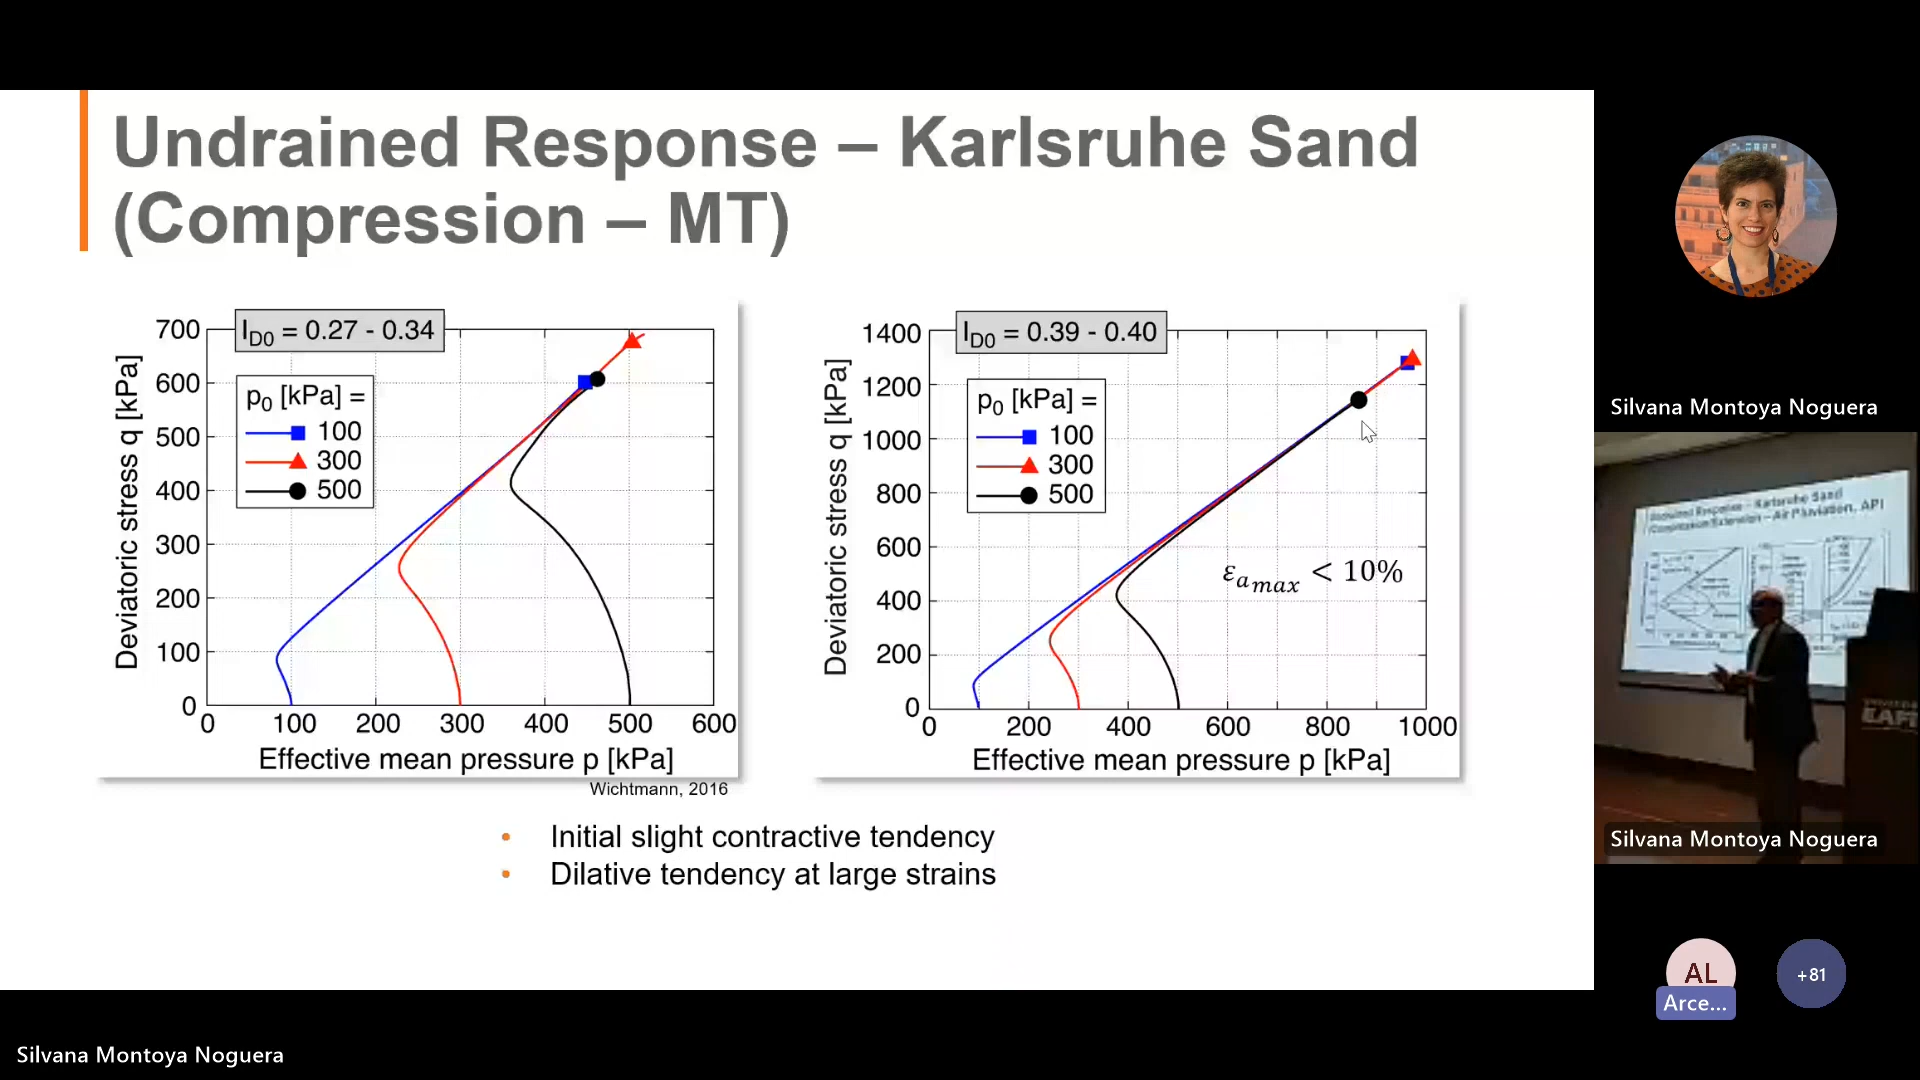 Undrained Response – Karlsruhe Sand
(Compression – MT)
I_D0 = 0.27 - 0.34
p_0 [kPa] =
100
300
500
700
600
500
400
300
200
100
0
0 100 200 300 400 500 600
Deviatoric stress q [kPa]
Effective mean pressure p [kPa]
Wichtmann, 2016
I_D0 = 0.39 - 0.40
p_0 [kPa] =
100
300
500
ε_a_max < 10%
1400
1200
1000
800
600
400
200
0
0 200 400 600 800 1000
Deviatoric stress q [kPa]
Effective mean pressure p [kPa]
• Initial slight contractive tendency
• Dilative tendency at large strains
Silvana Montoya Noguera
Karlsruhe Sand
Silvana Montoya Noguera
AL
Arce...
+81
Silvana Montoya Noguera